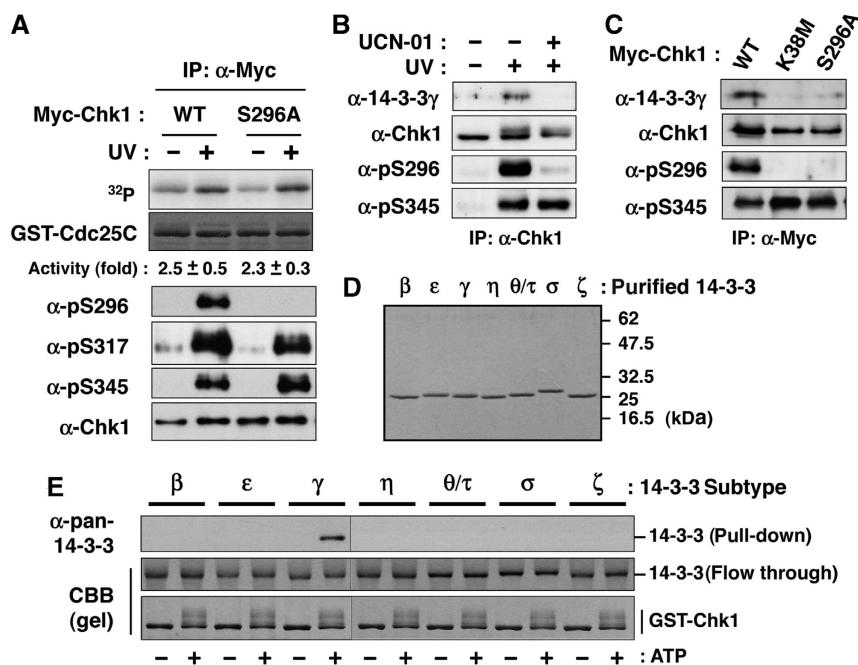 A
IP: α-Myc
Myc-Chk1 : WT S296A
UV : – + – +
32P
GST-Cdc25C
Activity (fold) : 2.5 ± 0.5 2.3 ± 0.3
α-pS296
α-pS317
α-pS345
α-Chk1
B
UCN-01 : – – +
UV : – + +
α-14-3-3γ
α-Chk1
α-pS296
α-pS345
IP: α-Chk1
C
Myc-Chk1 : WT K38M S296A
α-14-3-3γ
α-Chk1
α-pS296
α-pS345
IP: α-Myc
D
β ε γ η θ/τ σ ζ : Purified 14-3-3
62
47.5
32.5
25
16.5 (kDa)
E
β ε γ η θ/τ σ ζ : 14-3-3 Subtype
α-pan-
14-3-3
14-3-3 (Pull-down)
CBB
(gel)
14-3-3(Flow through)
GST-Chk1
– + – + – + – + – + – + – + : ATP